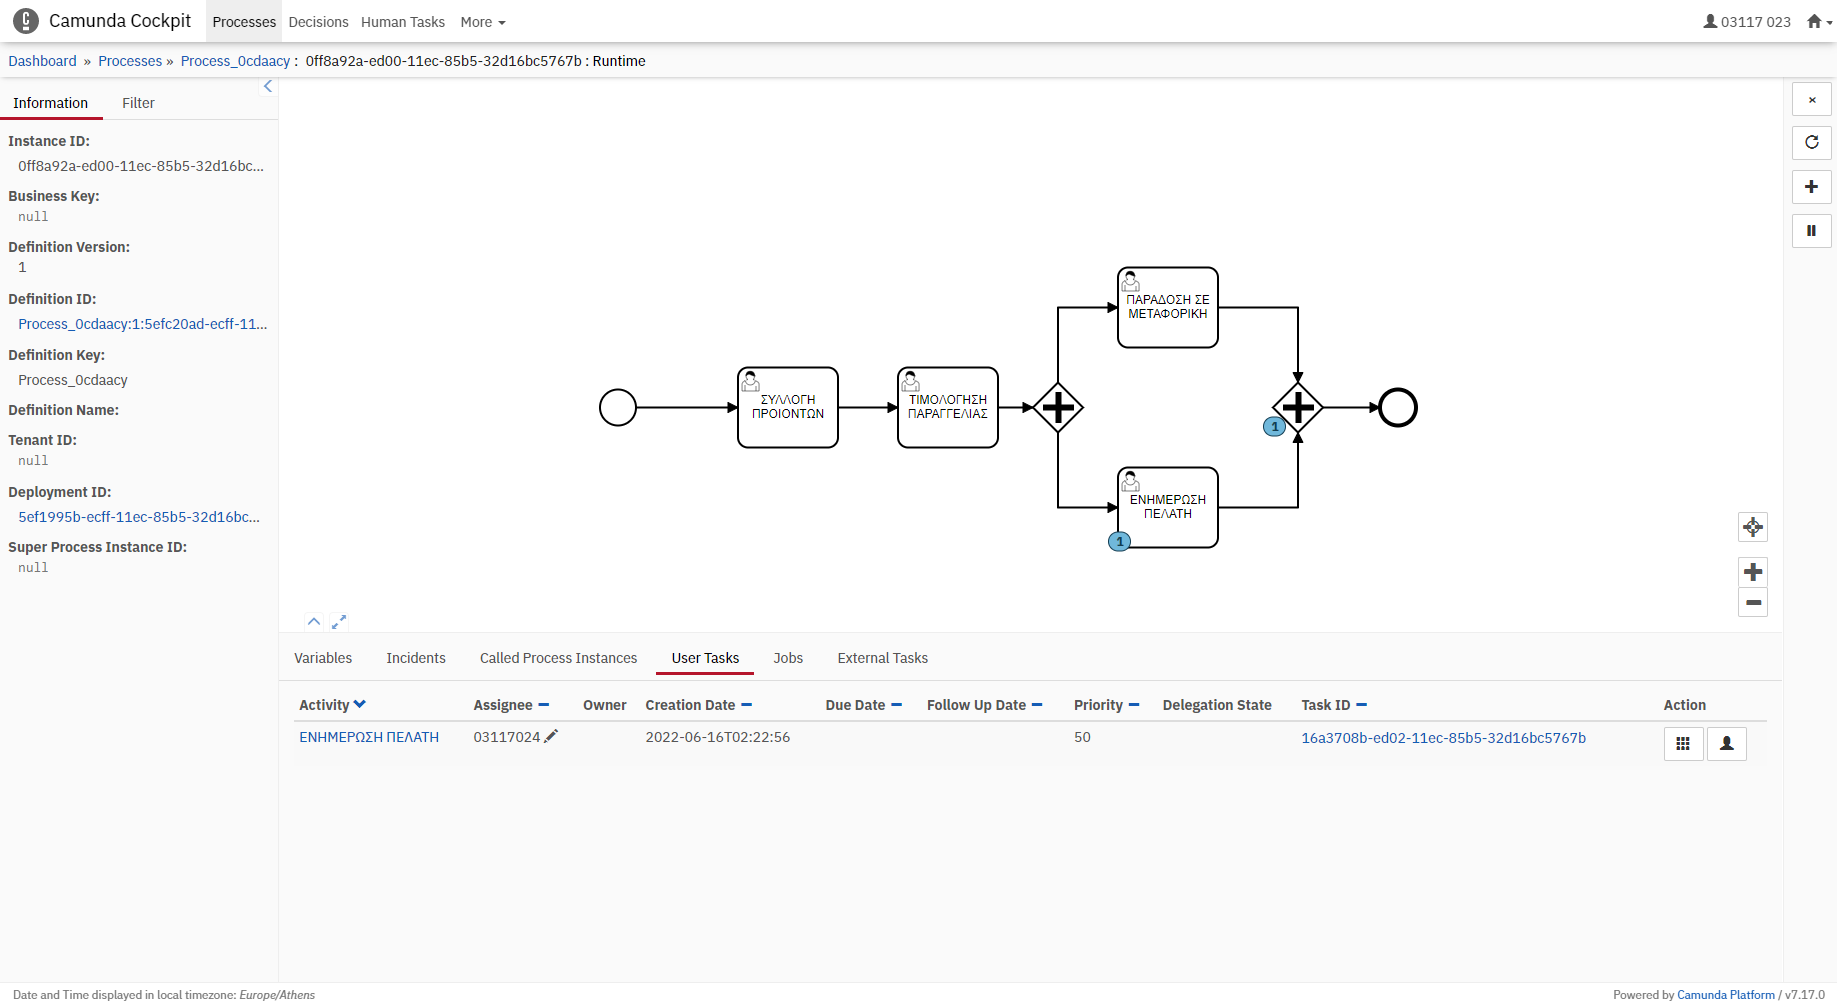 Camunda Cockpit Processes Decisions Human Tasks More 03117 023
Dashboard » Processes » Process_0cdaacy : 0ff8a92a-ed00-11ec-85b5-32d16bc5767b : Runtime
Information Filter
Instance ID:
0ff8a92a-ed00-11ec-85b5-32d16bc...
Business Key:
null
Definition Version:
1
Definition ID:
Process_0cdaacy:1:5efc20ad-ecff-11...
Definition Key:
Process_0cdaacy
Definition Name:
Tenant ID:
null
Deployment ID:
5ef1995b-ecff-11ec-85b5-32d16bc...
Super Process Instance ID:
null
ΣΥΛΛΟΓΗ
ΠΡΟΙΟΝΤΩΝ
ΤΙΜΟΛΟΓΗΣΗ
ΠΑΡΑΓΓΕΛΙΑΣ
ΠΑΡΑΔΟΣΗ ΣΕ
ΜΕΤΑΦΟΡΙΚΗ
1
ΕΝΗΜΕΡΩΣΗ
ΠΕΛΑΤΗ
1
Variables Incidents Called Process Instances User Tasks Jobs External Tasks
Activity Assignee Owner Creation Date Due Date Follow Up Date Priority Delegation State Task ID Action
ΕΝΗΜΕΡΩΣΗ ΠΕΛΑΤΗ 03117024 2022-06-16T02:22:56 50 16a3708b-ed02-11ec-85b5-32d16bc5767b
Date and Time displayed in local timezone: Europe/Athens
Powered by Camunda Platform / v7.17.0